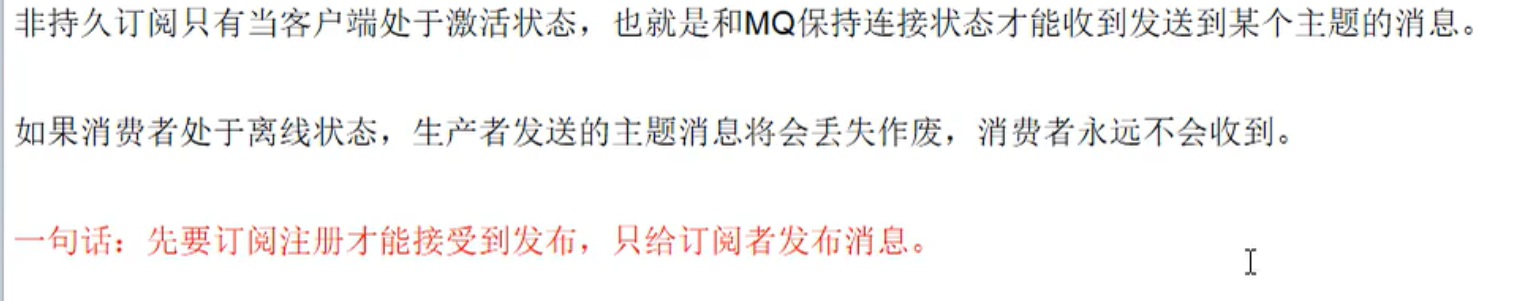 非持久订阅只有当客户端处于激活状态，也就是和MQ保持连接状态才能收到发送到某个主题的消息。
如果消费者处于离线状态，生产者发送的主题消息将会丢失作废，消费者永远不会收到。
一句话：先要订阅注册才能接受到发布，只给订阅者发布消息。